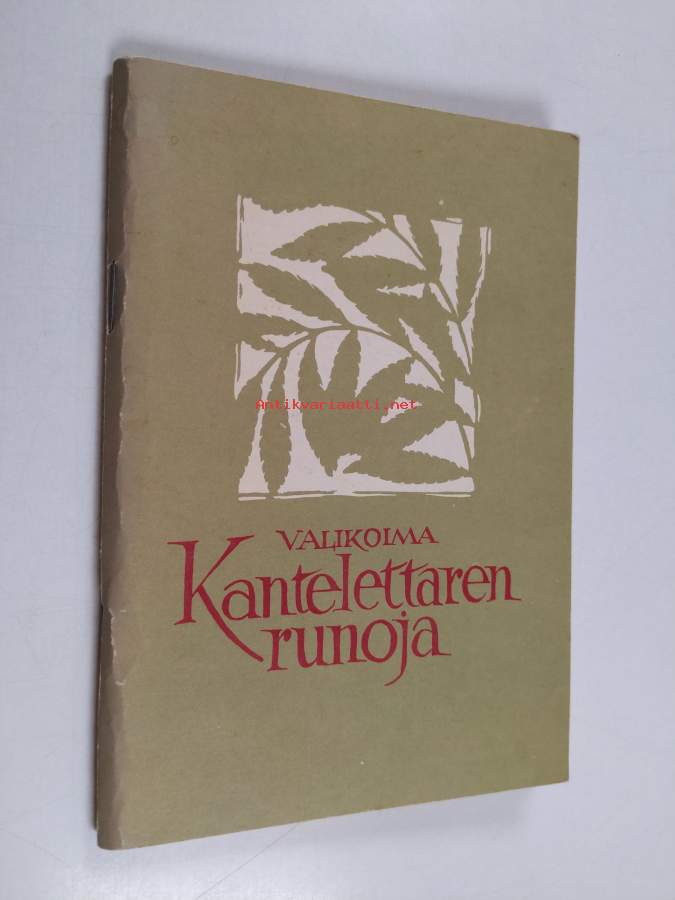 Antikvariaatti.net
VALIKOIMA
Kantelettaren
runoja